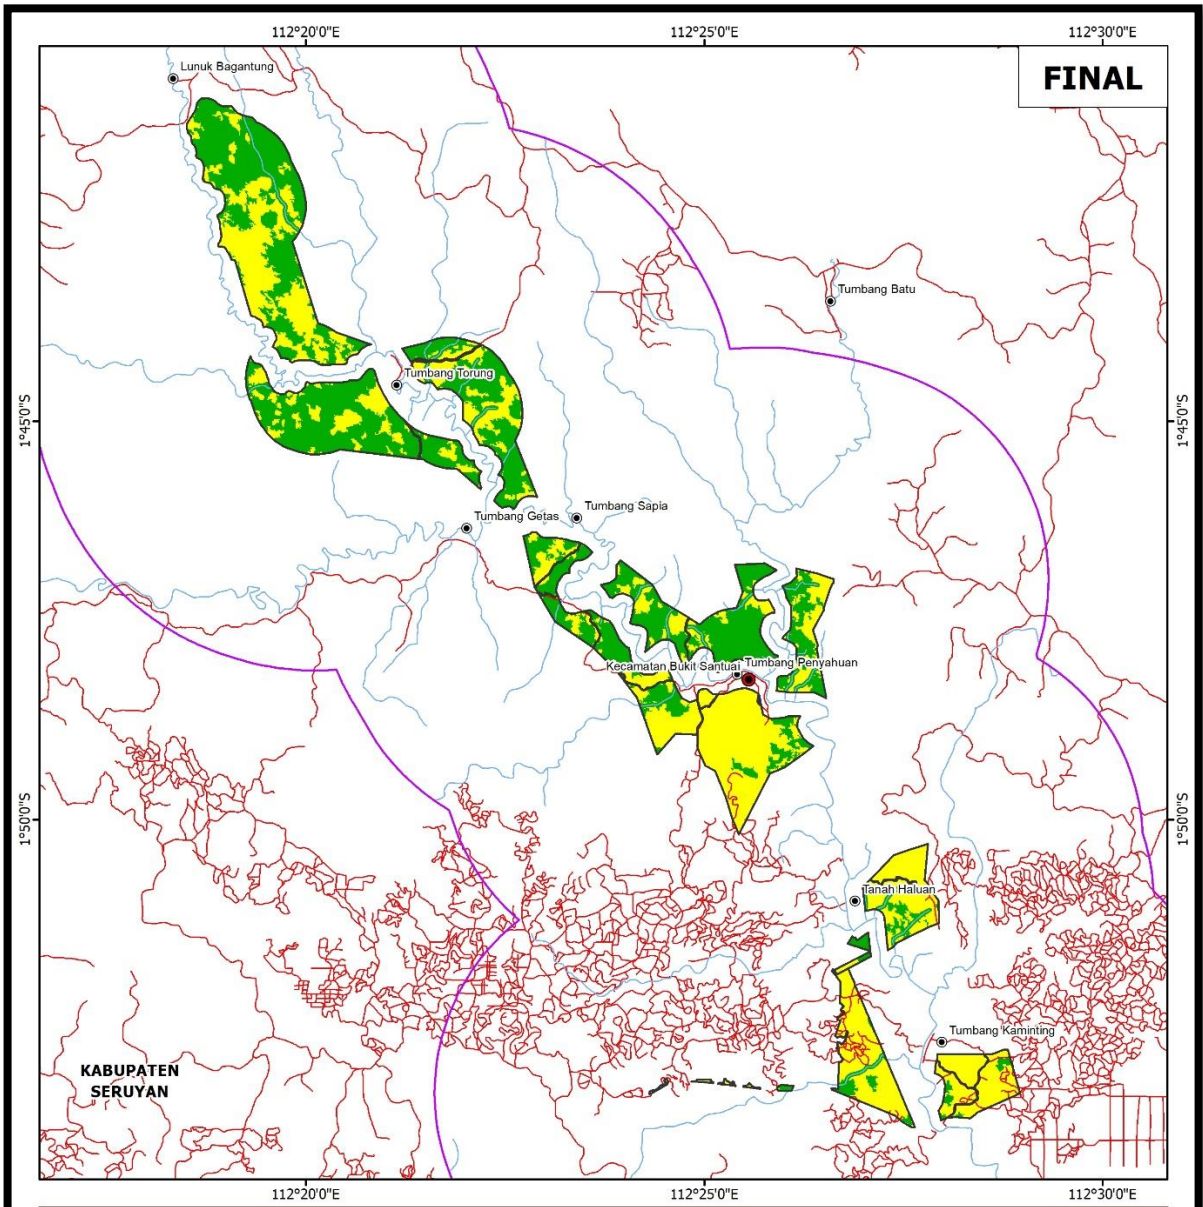 112°20'0"E
112°25'0"E
112°30'0"E
FINAL
Lunuk Bagantung
Tumbang Batu
Tumbang Torung
1°45'0"S
1°45'0"S
Tumbang Getas
Tumbang Sapia
Kecamatan Bukit Santuai
Tumbang Penyahuan
1°50'0"S
1°50'0"S
Tanah Haluan
Tumbang Kaminting
KABUPATEN
SERUYAN
112°20'0"E
112°25'0"E
112°30'0"E